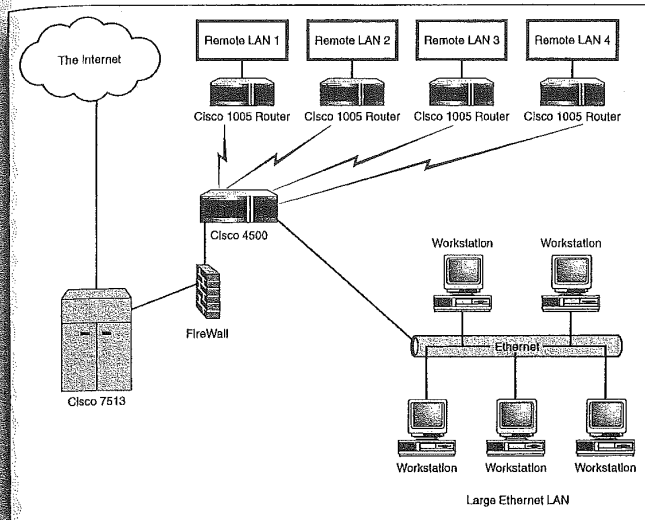 The Internet
Remote LAN 1
Remote LAN 2
Remote LAN 3
Remote LAN 4
Cisco 1005 Router
Cisco 1005 Router
Cisco 1005 Router
Cisco 1005 Router
Cisco 4500
Workstation
Workstation
FireWall
Ethernet
Cisco 7513
Workstation
Workstation
Workstation
Large Ethernet LAN